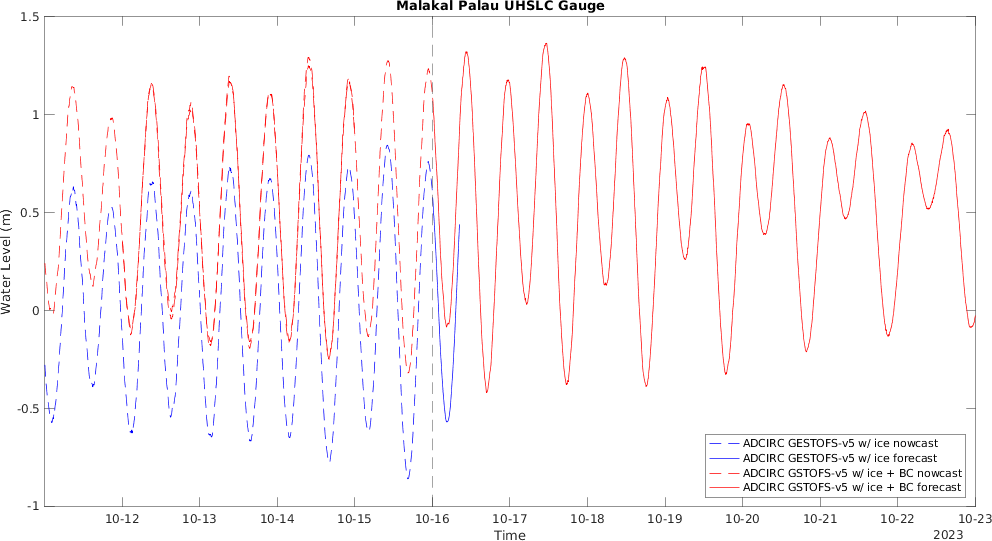 Malakal Palau UHSLC Gauge
1.5
1
0.5
0
-0.5
-1
Water Level (m)
ADCIRC GESTOFS-v5 w/ ice nowcast
ADCIRC GESTOFS-v5 w/ ice forecast
ADCIRC GSTOFS-v5 w/ ice + BC nowcast
ADCIRC GSTOFS-v5 w/ ice + BC forecast
10-12 10-13 10-14 10-15 10-16 10-17 10-18 10-19 10-20 10-21 10-22 10-23
Time
2023